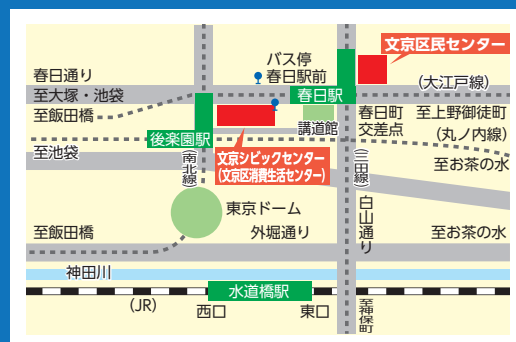 文京区民センター
バス停
春日駅前
春日通り
(大江戸線)
至大塚・池袋
春日駅
至飯田橋
春日町
交差点
至上野御徒町
講道館
(丸ノ内線)
後楽園駅
至池袋
(南北線)
文京シビックセンター
(文京区消費生活センター)
(三田線)
至お茶の水
白山通り
東京ドーム
至飯田橋
外堀通り
至お茶の水
神田川
水道橋駅
(JR)
西口
東口
至神保町